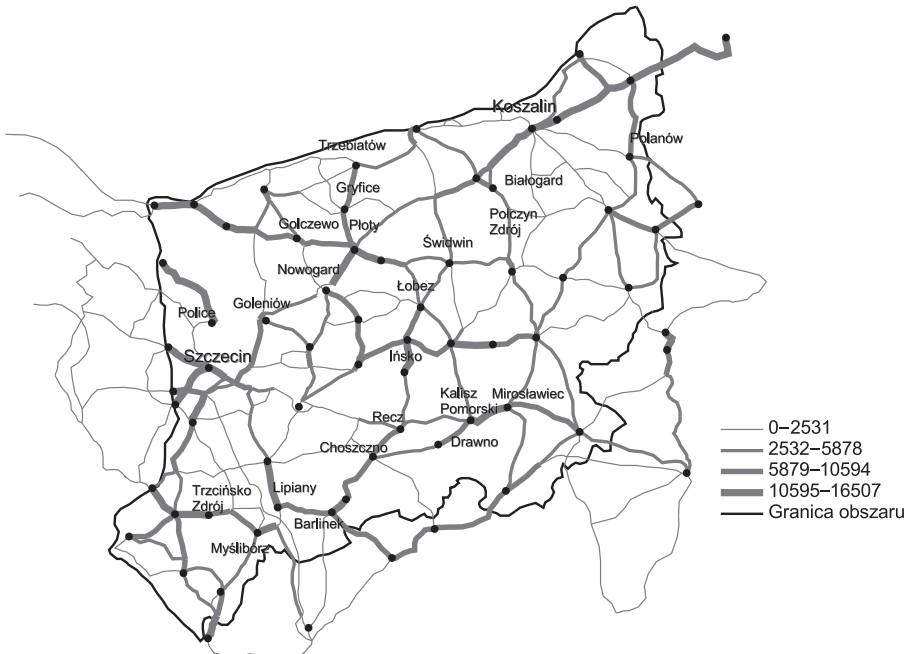 Koszalin
Polanów
Trzebiatów
Gryfice
Białogard
Golczewo
Płoty
Połczyn
Zdrój
Świdwin
Nowogard
Łobez
Goleniów
Police
Szczecin
Ińsko
Kalisz
Pomorski
Mirosławiec
Recz
Drawno
Choszczno
Lipiany
Trzcińsko
Zdrój
Barlinek
Myślibórz
0–2531
2532–5878
5879–10594
10595–16507
Granica obszaru